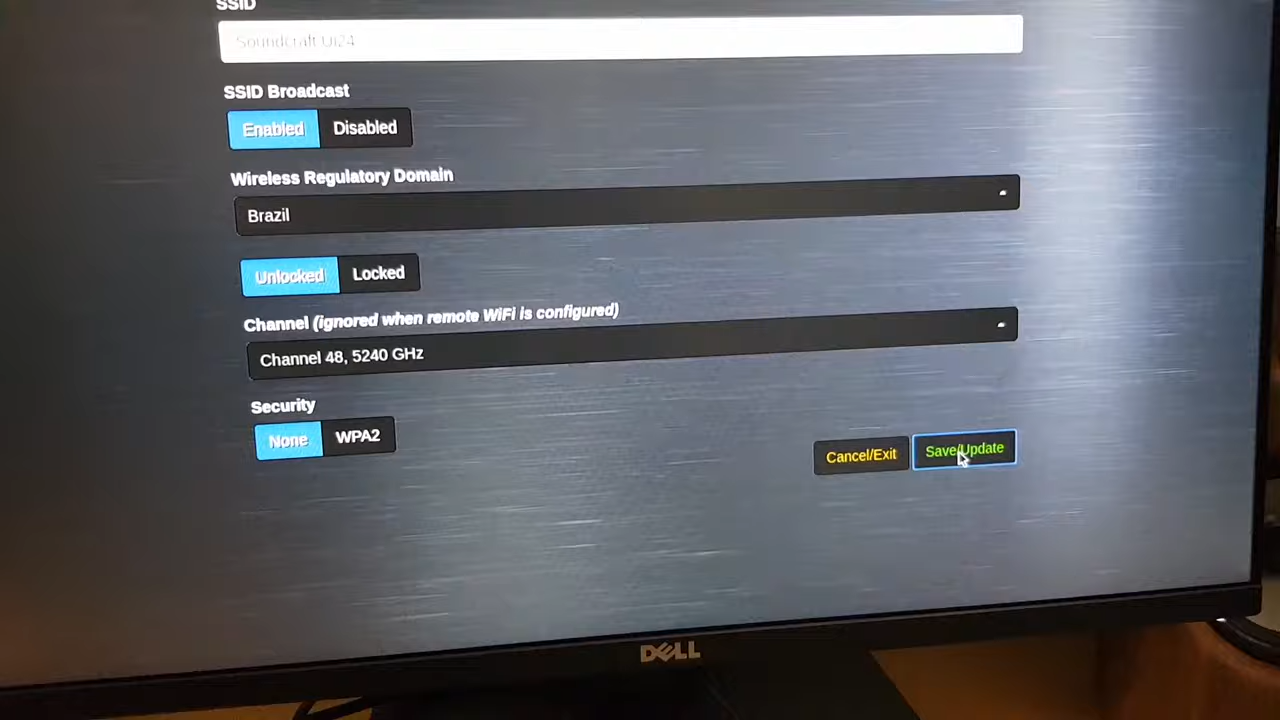 SSID
Soundcraft Ui24
SSID Broadcast
Enabled Disabled
Wireless Regulatory Domain
Brazil
Unlocked Locked
Channel (ignored when remote WiFi is configured)
Channel 48, 5240 GHz
Security
None WPA2
Cancel/Exit Save/Update
DELL